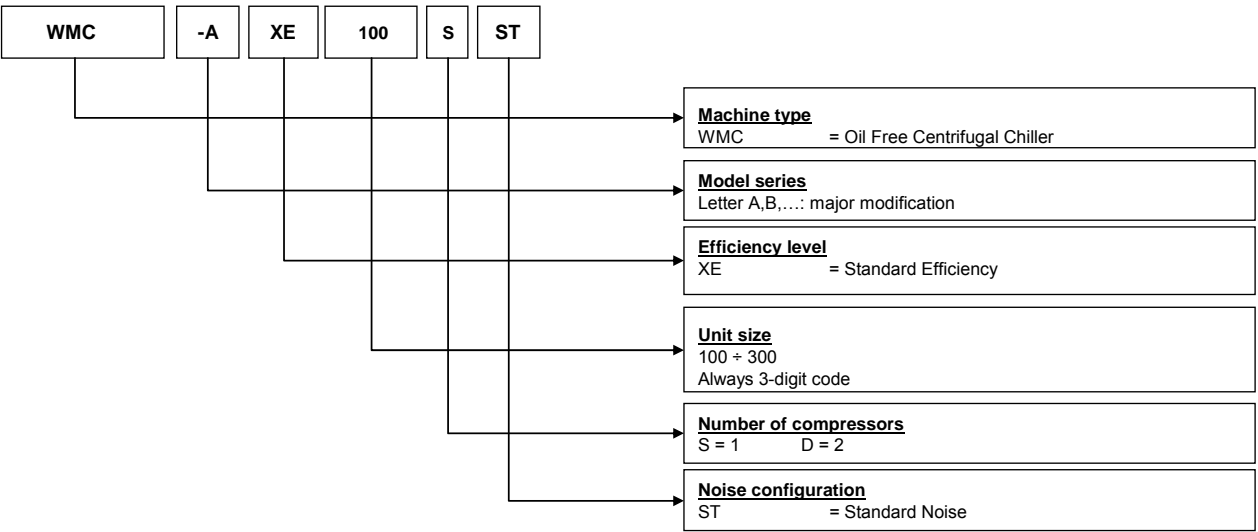 WMC -A XE 100 S ST
Machine type
WMC = Oil Free Centrifugal Chiller
Model series
Letter A,B,…: major modification
Efficiency level
XE = Standard Efficiency
Unit size
100 ÷ 300
Always 3-digit code
Number of compressors
S = 1 D = 2
Noise configuration
ST = Standard Noise